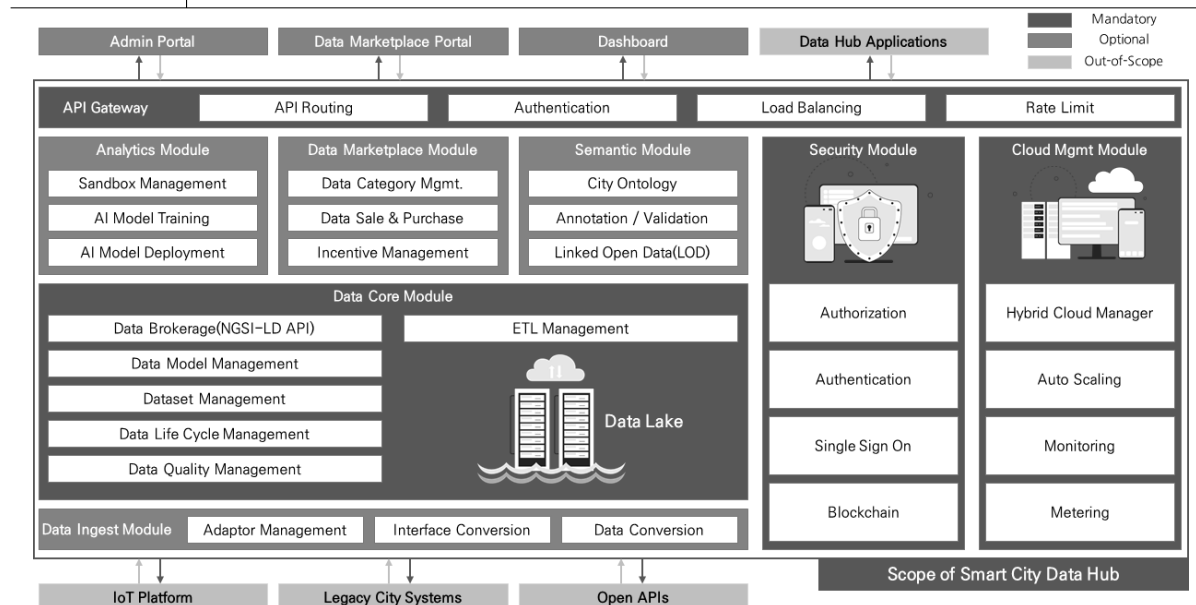 Mandatory
Optional
Out-of-Scope
Admin Portal
Data Marketplace Portal
Dashboard
Data Hub Applications
API Gateway
API Routing
Authentication
Load Balancing
Rate Limit
Analytics Module
Sandbox Management
AI Model Training
AI Model Deployment
Data Marketplace Module
Data Category Mgmt.
Data Sale & Purchase
Incentive Management
Semantic Module
City Ontology
Annotation / Validation
Linked Open Data(LOD)
Security Module
Authorization
Authentication
Single Sign On
Blockchain
Cloud Mgmt Module
Hybrid Cloud Manager
Auto Scaling
Monitoring
Metering
Data Core Module
Data Brokerage(NGSI-LD API)
Data Model Management
Dataset Management
Data Life Cycle Management
Data Quality Management
ETL Management
Data Lake
Data Ingest Module
Adaptor Management
Interface Conversion
Data Conversion
Scope of Smart City Data Hub
IoT Platform
Legacy City Systems
Open APIs